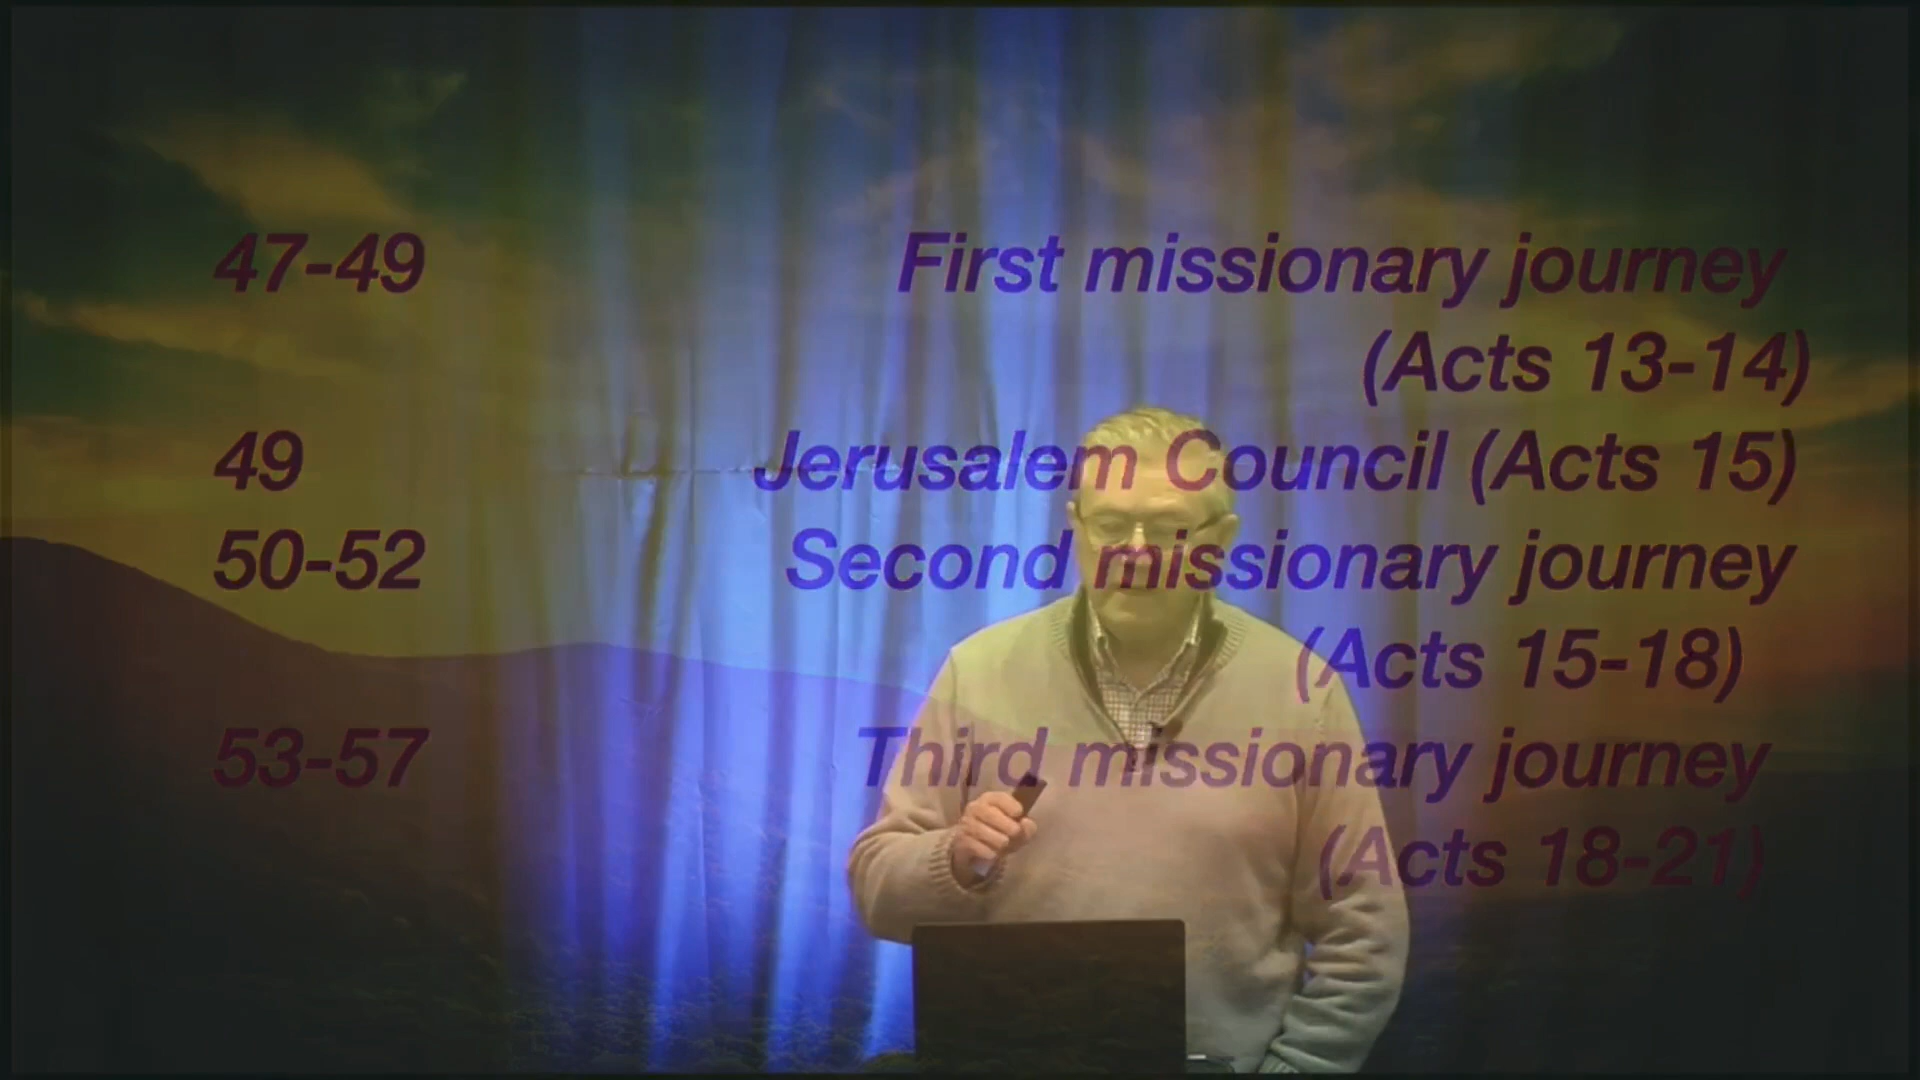 47-49 First missionary journey
(Acts 13-14)
49 Jerusalem Council (Acts 15)
50-52 Second missionary journey
(Acts 15-18)
53-57 Third missionary journey
(Acts 18-21)